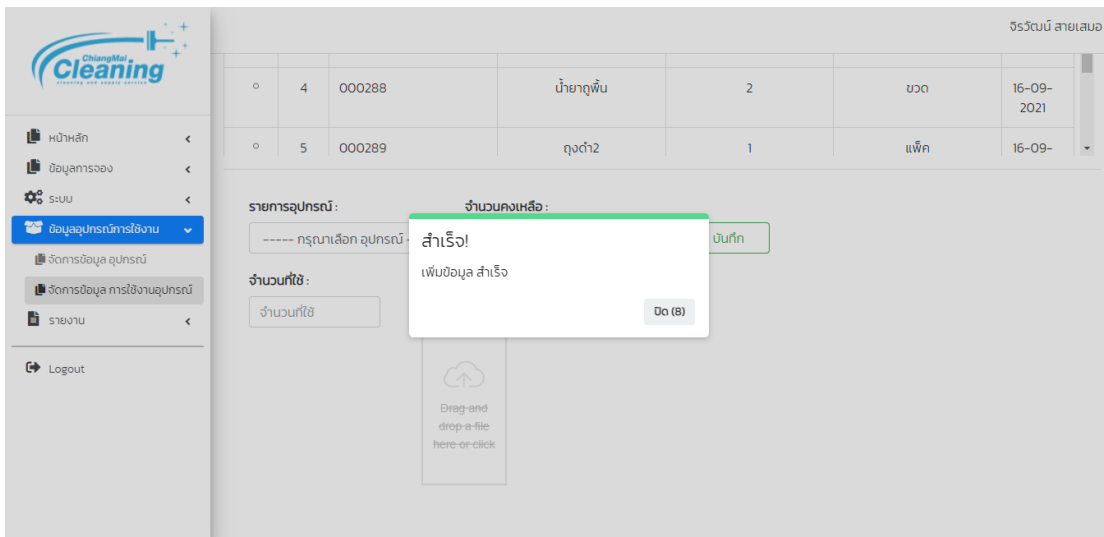 จิรวัฒน์ สายเสมอ
ChiangMai
Cleaning
cleaning and supply service
4 000288 น้ำยาถูพื้น 2 ขวด 16-09-
2021
5 000289 ถุงดำ2 1 แพ็ค 16-09-
หน้าหลัก
ข้อมูลการจอง
ระบบ
ข้อมูลอุปกรณ์การใช้งาน
จัดการข้อมูล อุปกรณ์
จัดการข้อมูล การใช้งานอุปกรณ์
รายงาน
Logout
รายการอุปกรณ์ : จำนวนคงเหลือ :
----- กรุณาเลือก อุปกรณ์ -
บันทึก
จำนวนที่ใช้ :
จำนวนที่ใช้
สำเร็จ!
เพิ่มข้อมูล สำเร็จ
ปิด (8)
Drag and
drop a file
here or click